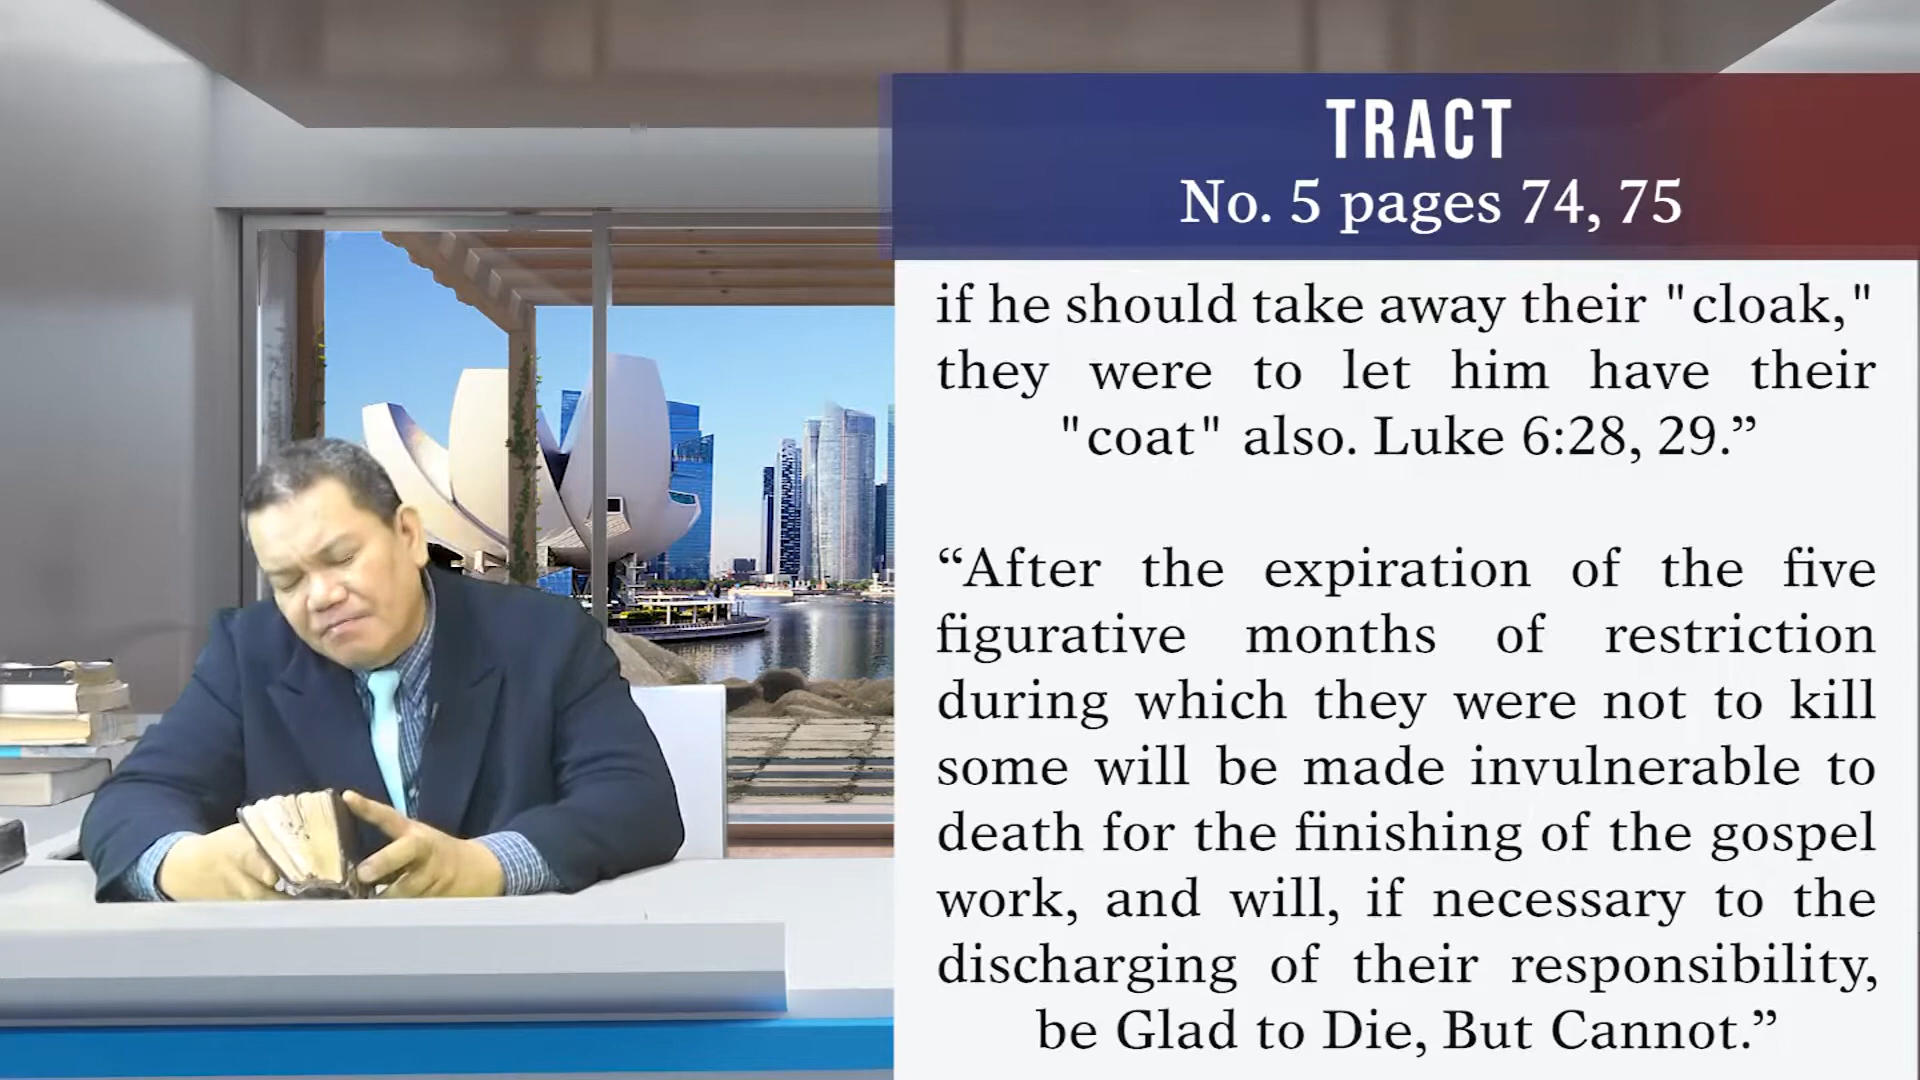 TRACT
No. 5 pages 74, 75
if he should take away their "cloak,"
they were to let him have their
"coat" also. Luke 6:28, 29.”
“After the expiration of the five
figurative months of restriction
during which they were not to kill
some will be made invulnerable to
death for the finishing of the gospel
work, and will, if necessary to the
discharging of their responsibility,
be Glad to Die, But Cannot.”